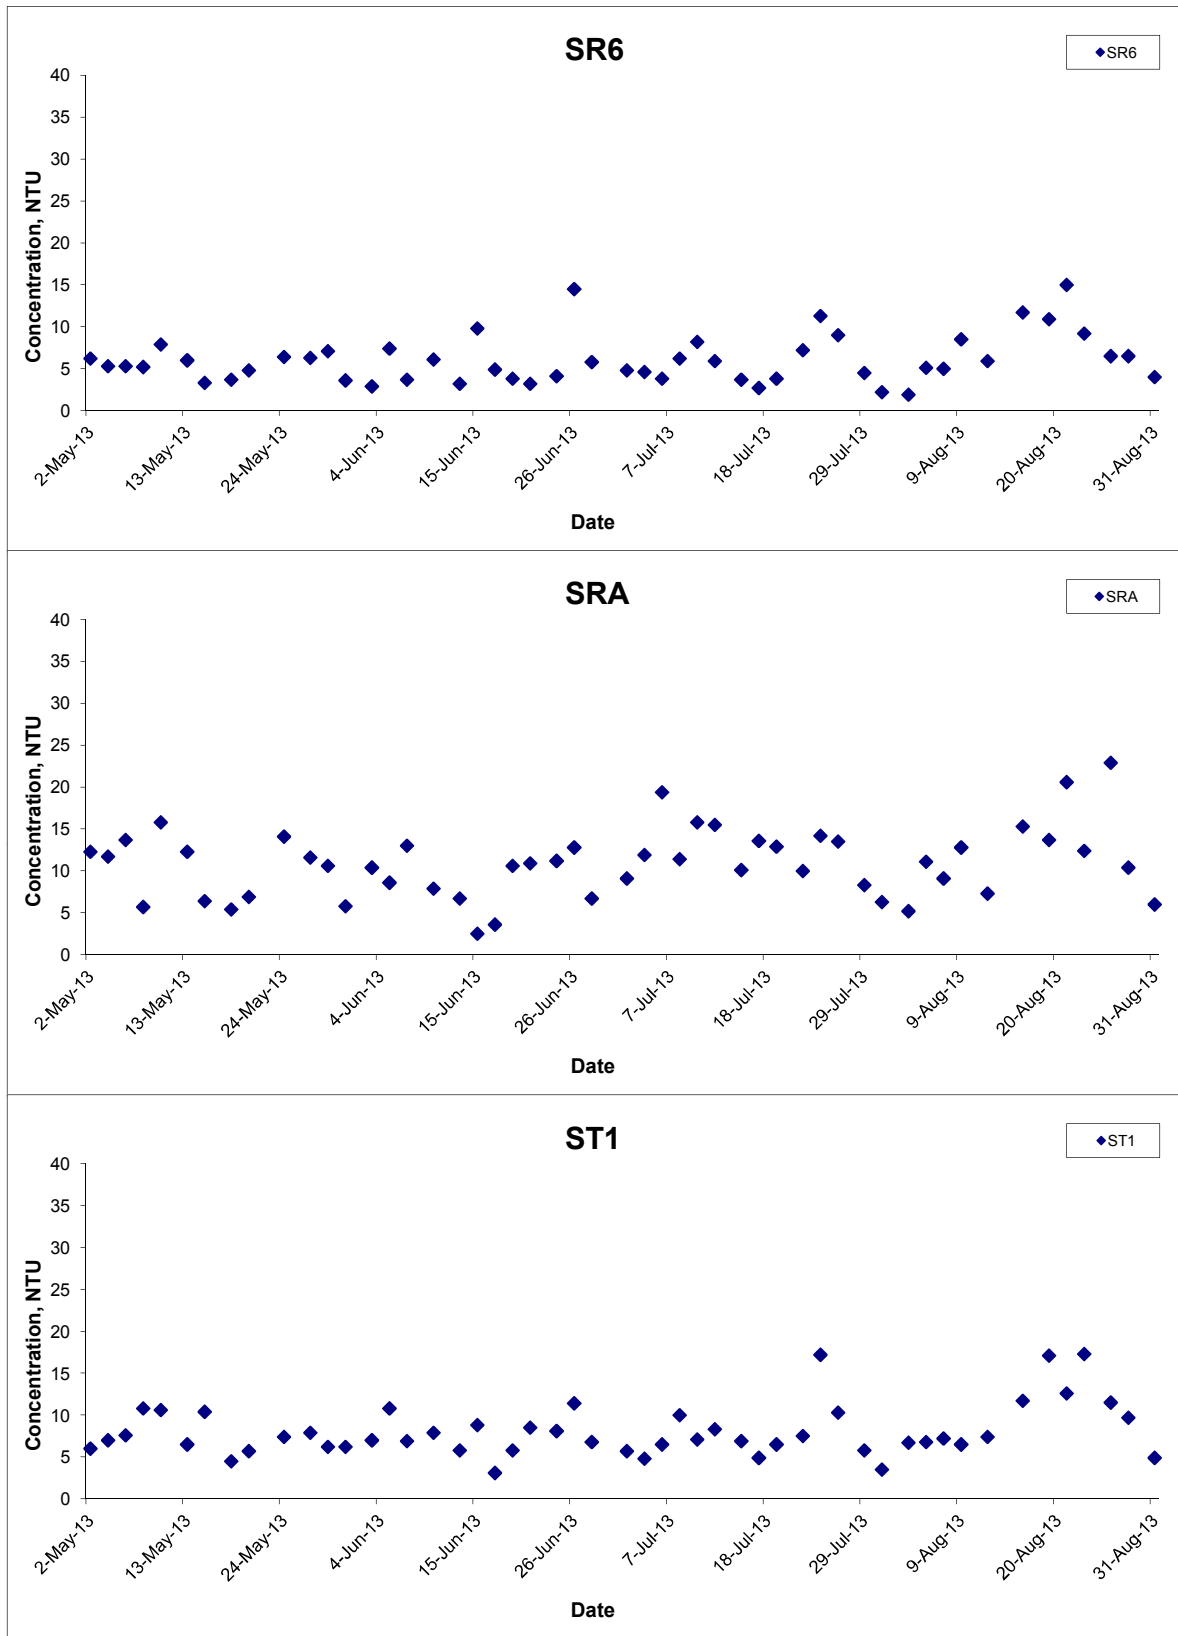 SR6
SR6
40
35
30
25
20
15
10
5
0
Concentration, NTU
2-May-13
13-May-13
24-May-13
4-Jun-13
15-Jun-13
26-Jun-13
7-Jul-13
18-Jul-13
29-Jul-13
9-Aug-13
20-Aug-13
31-Aug-13
Date
SRA
SRA
40
35
30
25
20
15
10
5
0
Concentration, NTU
2-May-13
13-May-13
24-May-13
4-Jun-13
15-Jun-13
26-Jun-13
7-Jul-13
18-Jul-13
29-Jul-13
9-Aug-13
20-Aug-13
31-Aug-13
Date
ST1
ST1
40
35
30
25
20
15
10
5
0
Concentration, NTU
2-May-13
13-May-13
24-May-13
4-Jun-13
15-Jun-13
26-Jun-13
7-Jul-13
18-Jul-13
29-Jul-13
9-Aug-13
20-Aug-13
31-Aug-13
Date